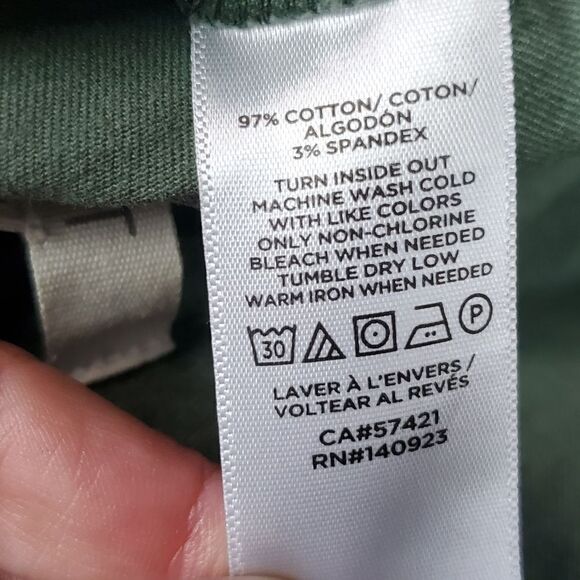 97% COTTON/ COTON/
ALGODÓN
3% SPANDEX
TURN INSIDE OUT
MACHINE WASH COLD
WITH LIKE COLORS
ONLY NON-CHLORINE
BLEACH WHEN NEEDED
TUMBLE DRY LOW
WARM IRON WHEN NEEDED
30 P
LAVER À L'ENVERS/
VOLTEAR AL REVÉS
CA#57421
RN#140923